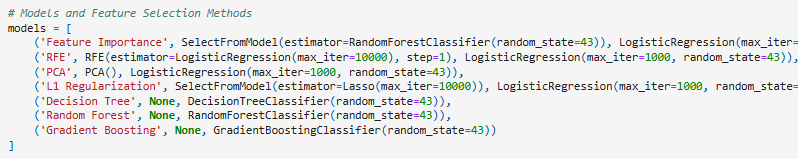 # Models and Feature Selection Methods
models = [
    ('Feature Importance', SelectFromModel(estimator=RandomForestClassifier(random_state=43)), LogisticRegression(max_iter=
    ('RFE', RFE(estimator=LogisticRegression(max_iter=10000), step=1), LogisticRegression(max_iter=1000, random_state=43)),
    ('PCA', PCA(), LogisticRegression(max_iter=1000, random_state=43)),
    ('L1 Regularization', SelectFromModel(estimator=Lasso(max_iter=10000)), LogisticRegression(max_iter=1000, random_state=
    ('Decision Tree', None, DecisionTreeClassifier(random_state=43)),
    ('Random Forest', None, RandomForestClassifier(random_state=43)),
    ('Gradient Boosting', None, GradientBoostingClassifier(random_state=43))
]